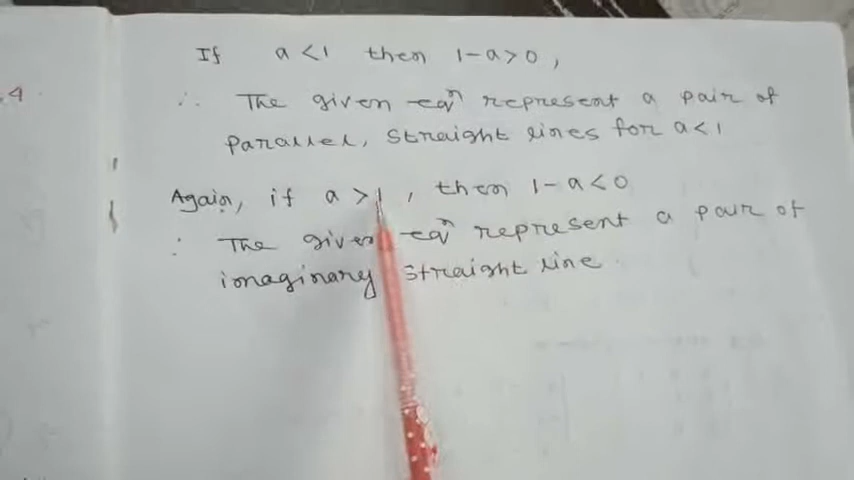 If a < 1 then 1-a > 0 ,
.4
∴ The given eqⁿ represent a pair of
parallel, straight lines for a < 1
Again, if a > 1 , then 1-a < 0
∴ The given eqⁿ represent a pair of
imaginary straight line